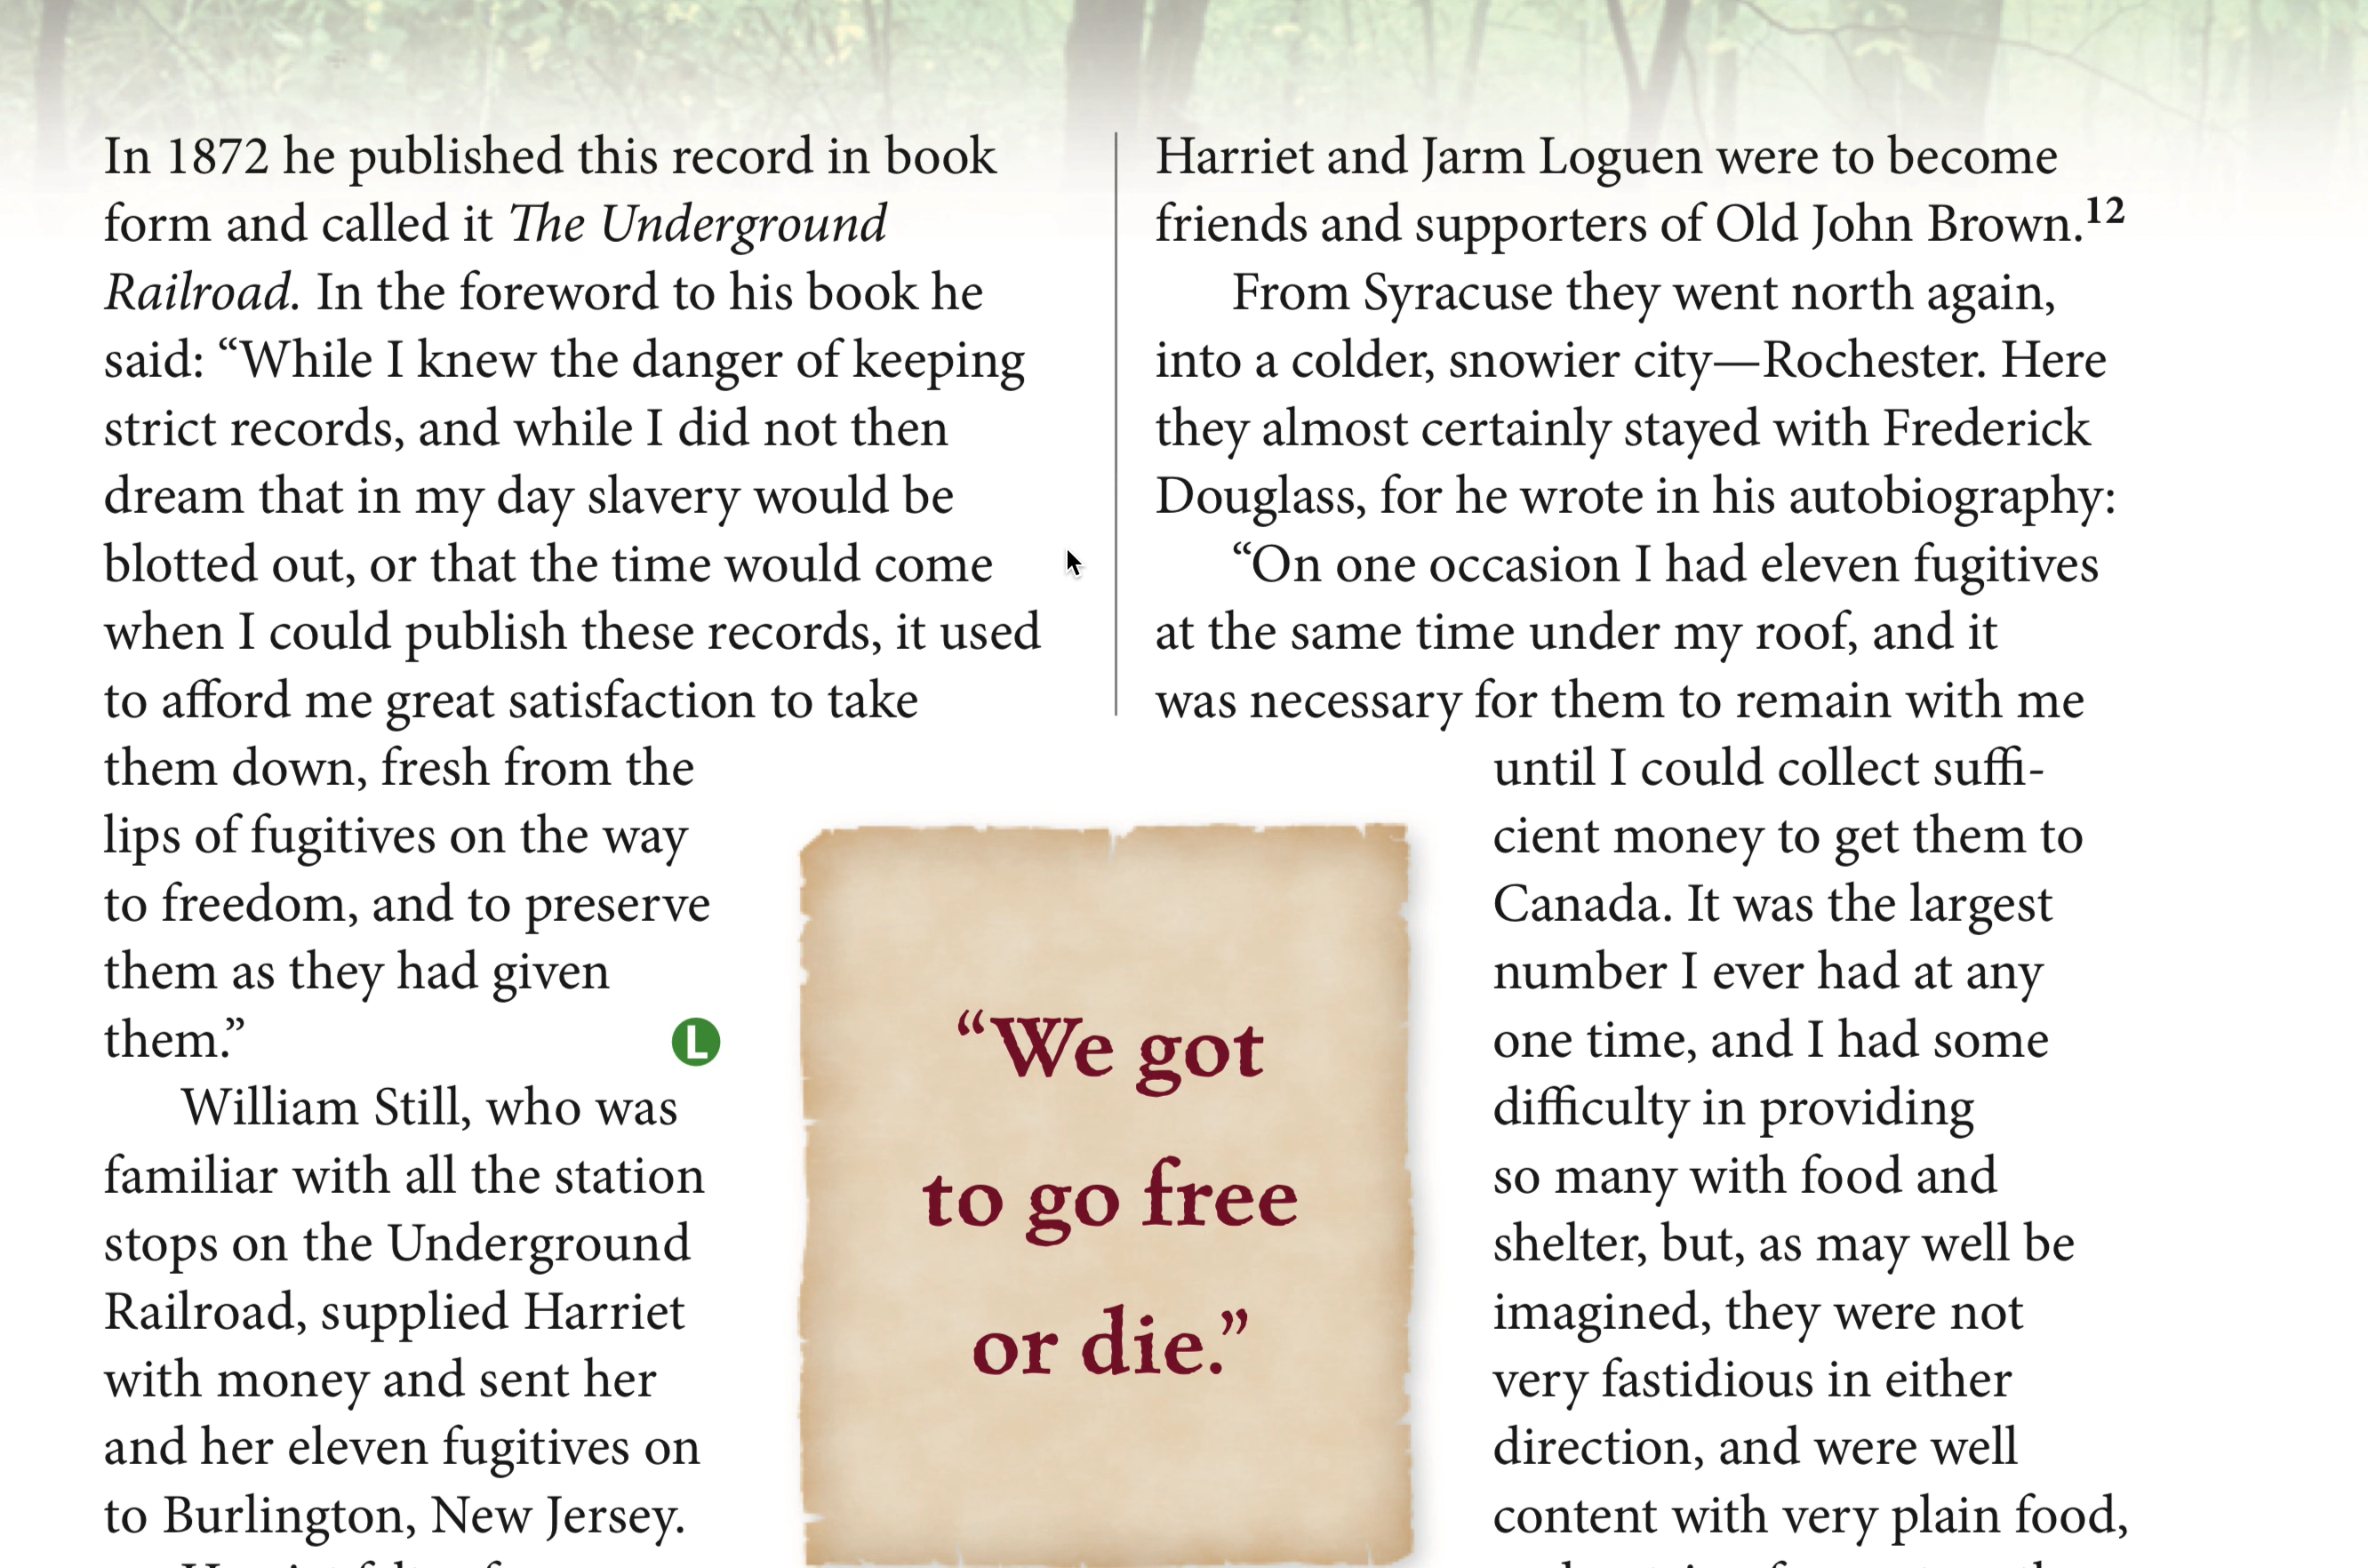 In 1872 he published this record in book
form and called it The Underground
Railroad. In the foreword to his book he
said: “While I knew the danger of keeping
strict records, and while I did not then
dream that in my day slavery would be
blotted out, or that the time would come
when I could publish these records, it used
to afford me great satisfaction to take
them down, fresh from the
lips of fugitives on the way
to freedom, and to preserve
them as they had given
them.”
L
William Still, who was
familiar with all the station
stops on the Underground
Railroad, supplied Harriet
with money and sent her
and her eleven fugitives on
to Burlington, New Jersey.
“We got
to go free
or die.”
Harriet and Jarm Loguen were to become
friends and supporters of Old John Brown.12
From Syracuse they went north again,
into a colder, snowier city—Rochester. Here
they almost certainly stayed with Frederick
Douglass, for he wrote in his autobiography:
“On one occasion I had eleven fugitives
at the same time under my roof, and it
was necessary for them to remain with me
until I could collect suffi-
cient money to get them to
Canada. It was the largest
number I ever had at any
one time, and I had some
difficulty in providing
so many with food and
shelter, but, as may well be
imagined, they were not
very fastidious in either
direction, and were well
content with very plain food,